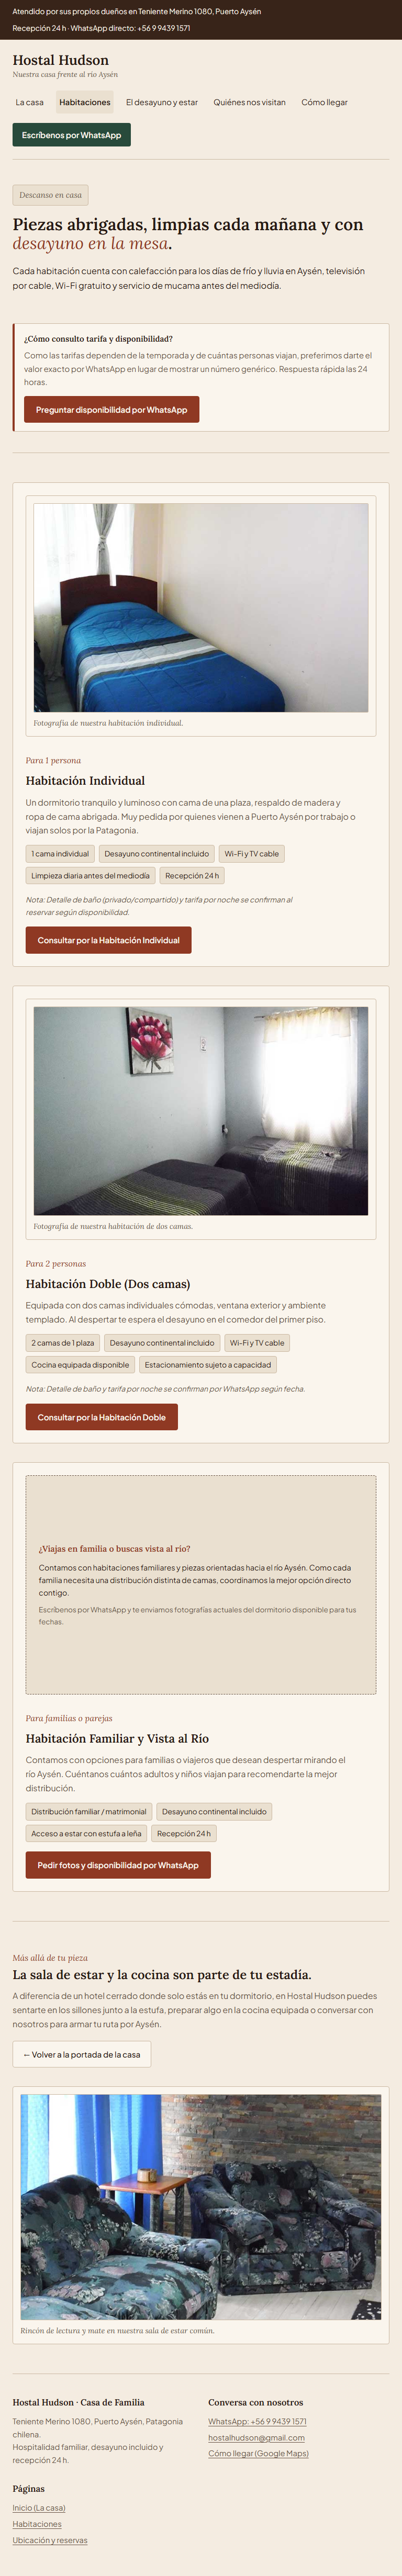 Atendido por sus propios dueños en Teniente Merino 1080, Puerto Aysén
Recepción 24 h · WhatsApp directo: +56 9 9439 1571
Hostal Hudson
Nuestra casa frente al río Aysén
La casa
Habitaciones
El desayuno y estar
Quiénes nos visitan
Cómo llegar
Escríbenos por WhatsApp
Descanso en casa
Piezas abrigadas, limpias cada mañana y con
desayuno en la mesa.
Cada habitación cuenta con calefacción para los días de frío y lluvia en Aysén, televisión
por cable, Wi-Fi gratuito y servicio de mucama antes del mediodía.
¿Cómo consulto tarifa y disponibilidad?
Como las tarifas dependen de la temporada y de cuántas personas viajan, preferimos darte el
valor exacto por WhatsApp en lugar de mostrar un número genérico. Respuesta rápida las 24
horas.
Preguntar disponibilidad por WhatsApp
Fotografía de nuestra habitación individual.
Para 1 persona
Habitación Individual
Un dormitorio tranquilo y luminoso con cama de una plaza, respaldo de madera y
ropa de cama abrigada. Muy pedida por quienes vienen a Puerto Aysén por trabajo o
viajan solos por la Patagonia.
1 cama individual
Desayuno continental incluido
Wi-Fi y TV cable
Limpieza diaria antes del mediodía
Recepción 24 h
Nota: Detalle de baño (privado/compartido) y tarifa por noche se confirman al
reservar según disponibilidad.
Consultar por la Habitación Individual
Fotografía de nuestra habitación de dos camas.
Para 2 personas
Habitación Doble (Dos camas)
Equipada con dos camas individuales cómodas, ventana exterior y ambiente
templado. Al despertar te espera el desayuno en el comedor del primer piso.
2 camas de 1 plaza
Desayuno continental incluido
Wi-Fi y TV cable
Cocina equipada disponible
Estacionamiento sujeto a capacidad
Nota: Detalle de baño y tarifa por noche se confirman por WhatsApp según fecha.
Consultar por la Habitación Doble
¿Viajas en familia o buscas vista al río?
Contamos con habitaciones familiares y piezas orientadas hacia el río Aysén. Como cada
familia necesita una distribución distinta de camas, coordinamos la mejor opción directo
contigo.
Escríbenos por WhatsApp y te enviamos fotografías actuales del dormitorio disponible para tus
fechas.
Para familias o parejas
Habitación Familiar y Vista al Río
Contamos con opciones para familias o viajeros que desean despertar mirando el
río Aysén. Cuéntanos cuántos adultos y niños viajan para recomendarte la mejor
distribución.
Distribución familiar / matrimonial
Desayuno continental incluido
Acceso a estar con estufa a leña
Recepción 24 h
Pedir fotos y disponibilidad por WhatsApp
Más allá de tu pieza
La sala de estar y la cocina son parte de tu estadía.
A diferencia de un hotel cerrado donde solo estás en tu dormitorio, en Hostal Hudson puedes
sentarte en los sillones junto a la estufa, preparar algo en la cocina equipada o conversar con
nosotros para armar tu ruta por Aysén.
← Volver a la portada de la casa
Rincón de lectura y mate en nuestra sala de estar común.
Hostal Hudson · Casa de Familia
Teniente Merino 1080, Puerto Aysén, Patagonia
chilena.
Hospitalidad familiar, desayuno incluido y
recepción 24 h.
Conversa con nosotros
WhatsApp: +56 9 9439 1571
hostalhudson@gmail.com
Cómo llegar (Google Maps)
Páginas
Inicio (La casa)
Habitaciones
Ubicación y reservas